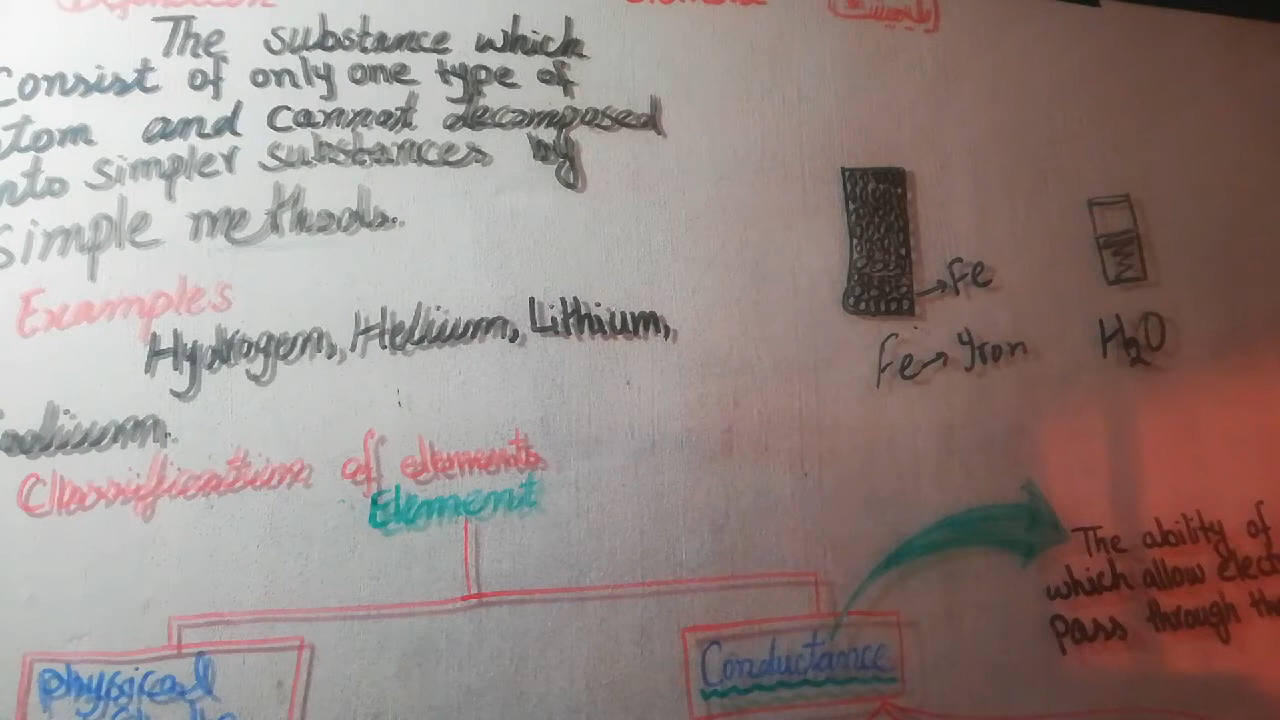 The substance which
Consist of only one type of
tom and cannot decomposed
nto simpler substances by
Simple methods.
Examples
Hydrogen, Helium, Lithium,
odium.
Classification of elements
Element
Physical
Conductance
Fe
Fe → Iron
H2O
The ability of
which allow elect
pass through th